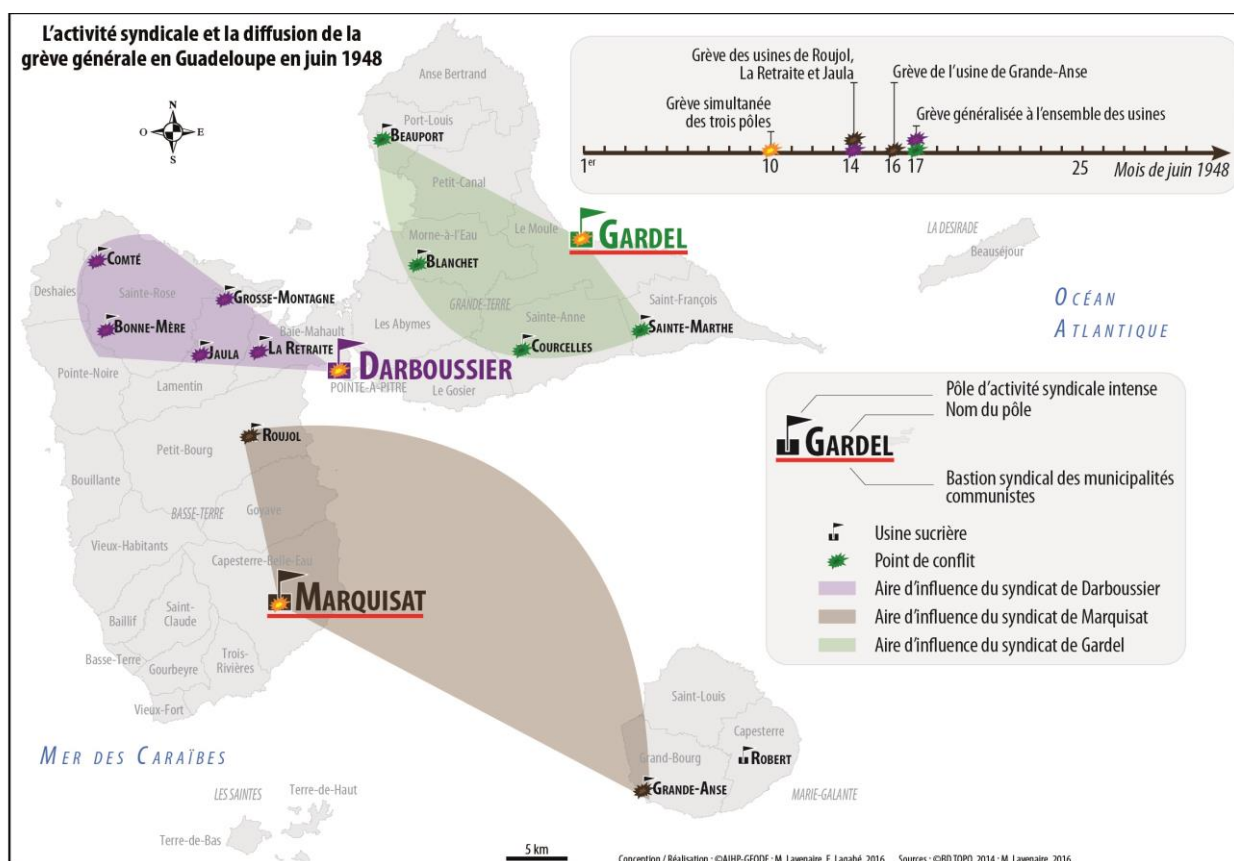 L'activité syndicale et la diffusion de la
grève générale en Guadeloupe en juin 1948
N
O
E
S
Grève des usines de Roujol,
La Retraite et Jaula
Grève de l'usine de Grande-Anse
Grève simultanée
des trois pôles
Grève généralisée à l'ensemble des usines
1er
10
14
16
17
25
Mois de juin 1948
Anse Bertrand
Port-Louis
BEAUPORT
Petit-Canal
Morne-à-l'Eau
Le Moule
GARDEL
BLANCHET
GRANDE-TERRE
Saint-François
Sainte-Anne
Les Abymes
SAINTE-MARTHE
COURCELLES
Le Gosier
POINTE-À-PITRE
LA DESIRADE
Beauséjour
OCÉAN
ATLANTIQUE
COMTÉ
Deshaies
Sainte-Rose
GROSSE-MONTAGNE
BONNE-MÈRE
Baie-Mahault
JAULA
LA RETRAITE
DARBOUSSIER
Pointe-Noire
Lamentin
ROUJOL
Petit-Bourg
Bouillante
BASSE-TERRE
Goyave
Vieux-Habitants
Capesterre-Belle-Eau
MARQUISAT
Saint-
Claude
Baillif
Basse-Terre
Gourbeyre
Trois-
Rivières
Vieux-Fort
MER DES CARAÏBES
LES SAINTES
Terre-de-Haut
Terre-de-Bas
Saint-Louis
Capesterre
Grand-Bourg
ROBERT
GRANDE-ANSE
MARIE-GALANTE
Pôle d'activité syndicale intense
Nom du pôle
GARDEL
Bastion syndical des municipalités
communistes
Usine sucrière
Point de conflit
Aire d'influence du syndicat de Darboussier
Aire d'influence du syndicat de Marquisat
Aire d'influence du syndicat de Gardel
5 km
Conception / Réalisation : ©AIHP-GEODE : M. Lavenaire, F. Lagahé, 2016 Sources : ©BD TOPO, 2014 ; M. Lavenaire, 2016